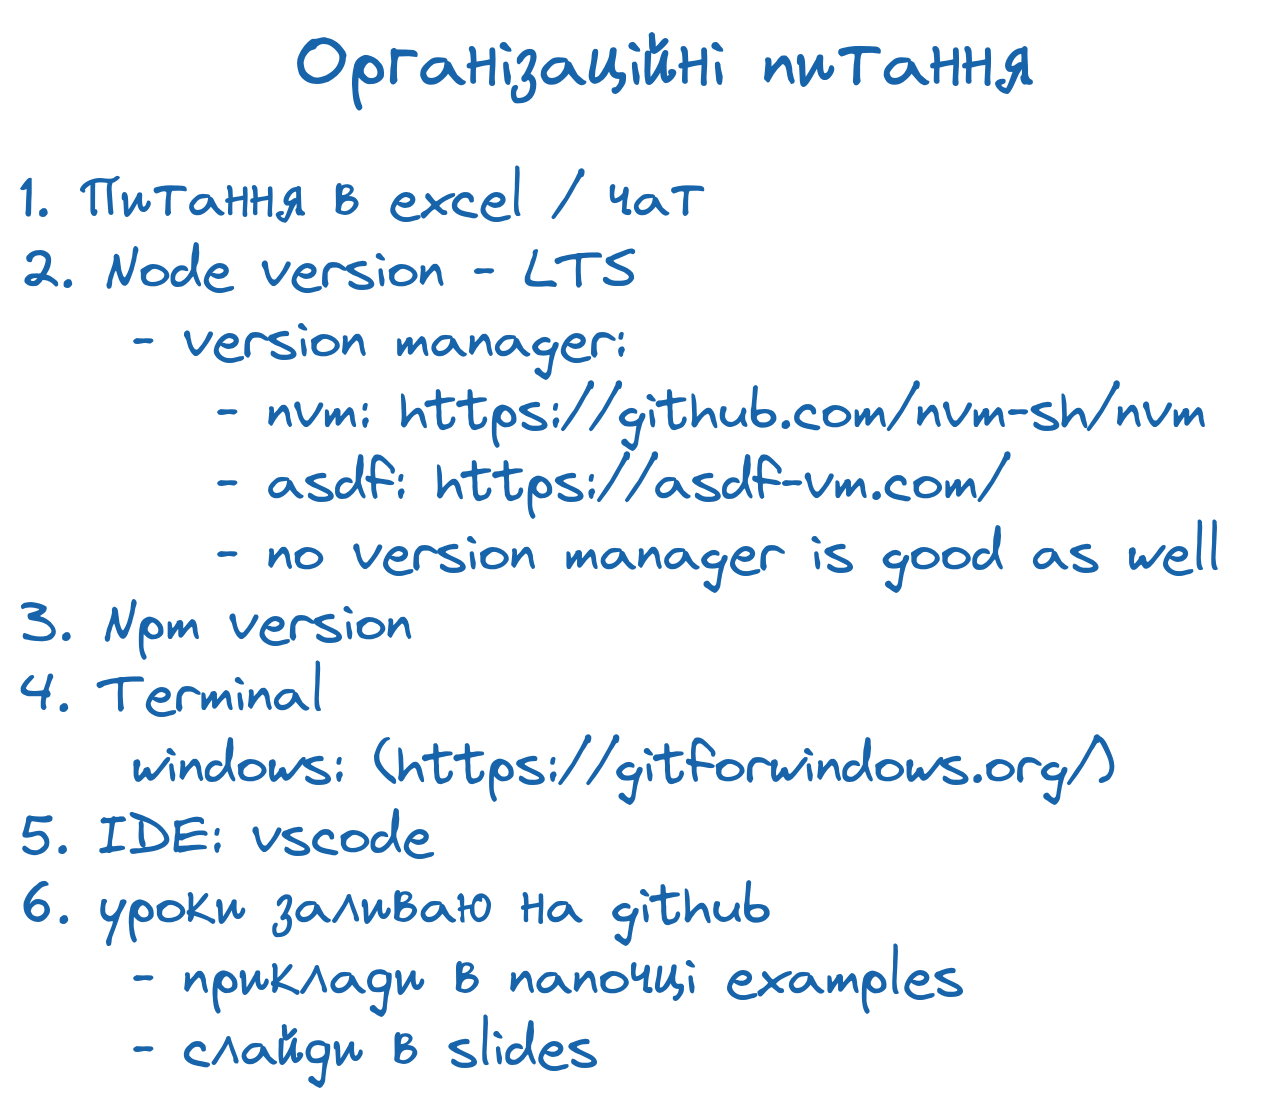 Організаційні питання
1. Питання в excel / чат
2. Node version - LTS
- version manager:
- nvm: https://github.com/nvm-sh/nvm
- asdf: https://asdf-vm.com/
- no version manager is good as well
3. Npm version
4. Terminal
windows: (https://gitforwindows.org/)
5. IDE: vscode
6. уроки заливаю на github
- приклади в папочці examples
- слайди в slides